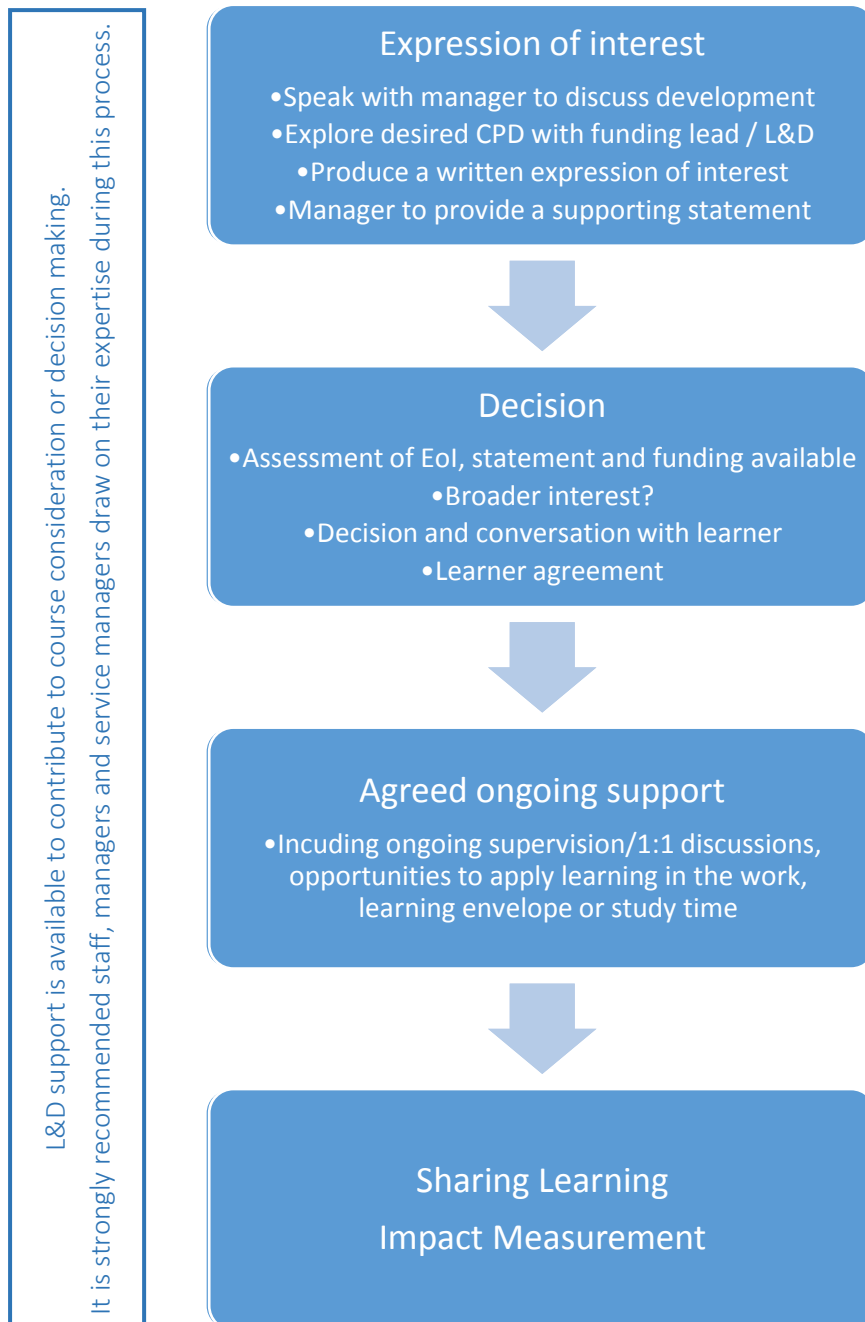 L&D support is available to contribute to course consideration or decision making.
It is strongly recommended staff, managers and service managers draw on their expertise during this process.
Expression of interest
•Speak with manager to discuss development
•Explore desired CPD with funding lead / L&D
•Produce a written expression of interest
•Manager to provide a supporting statement
Decision
•Assessment of EoI, statement and funding available
•Broader interest?
•Decision and conversation with learner
•Learner agreement
Agreed ongoing support
•Incuding ongoing supervision/1:1 discussions,
opportunities to apply learning in the work,
learning envelope or study time
Sharing Learning
Impact Measurement